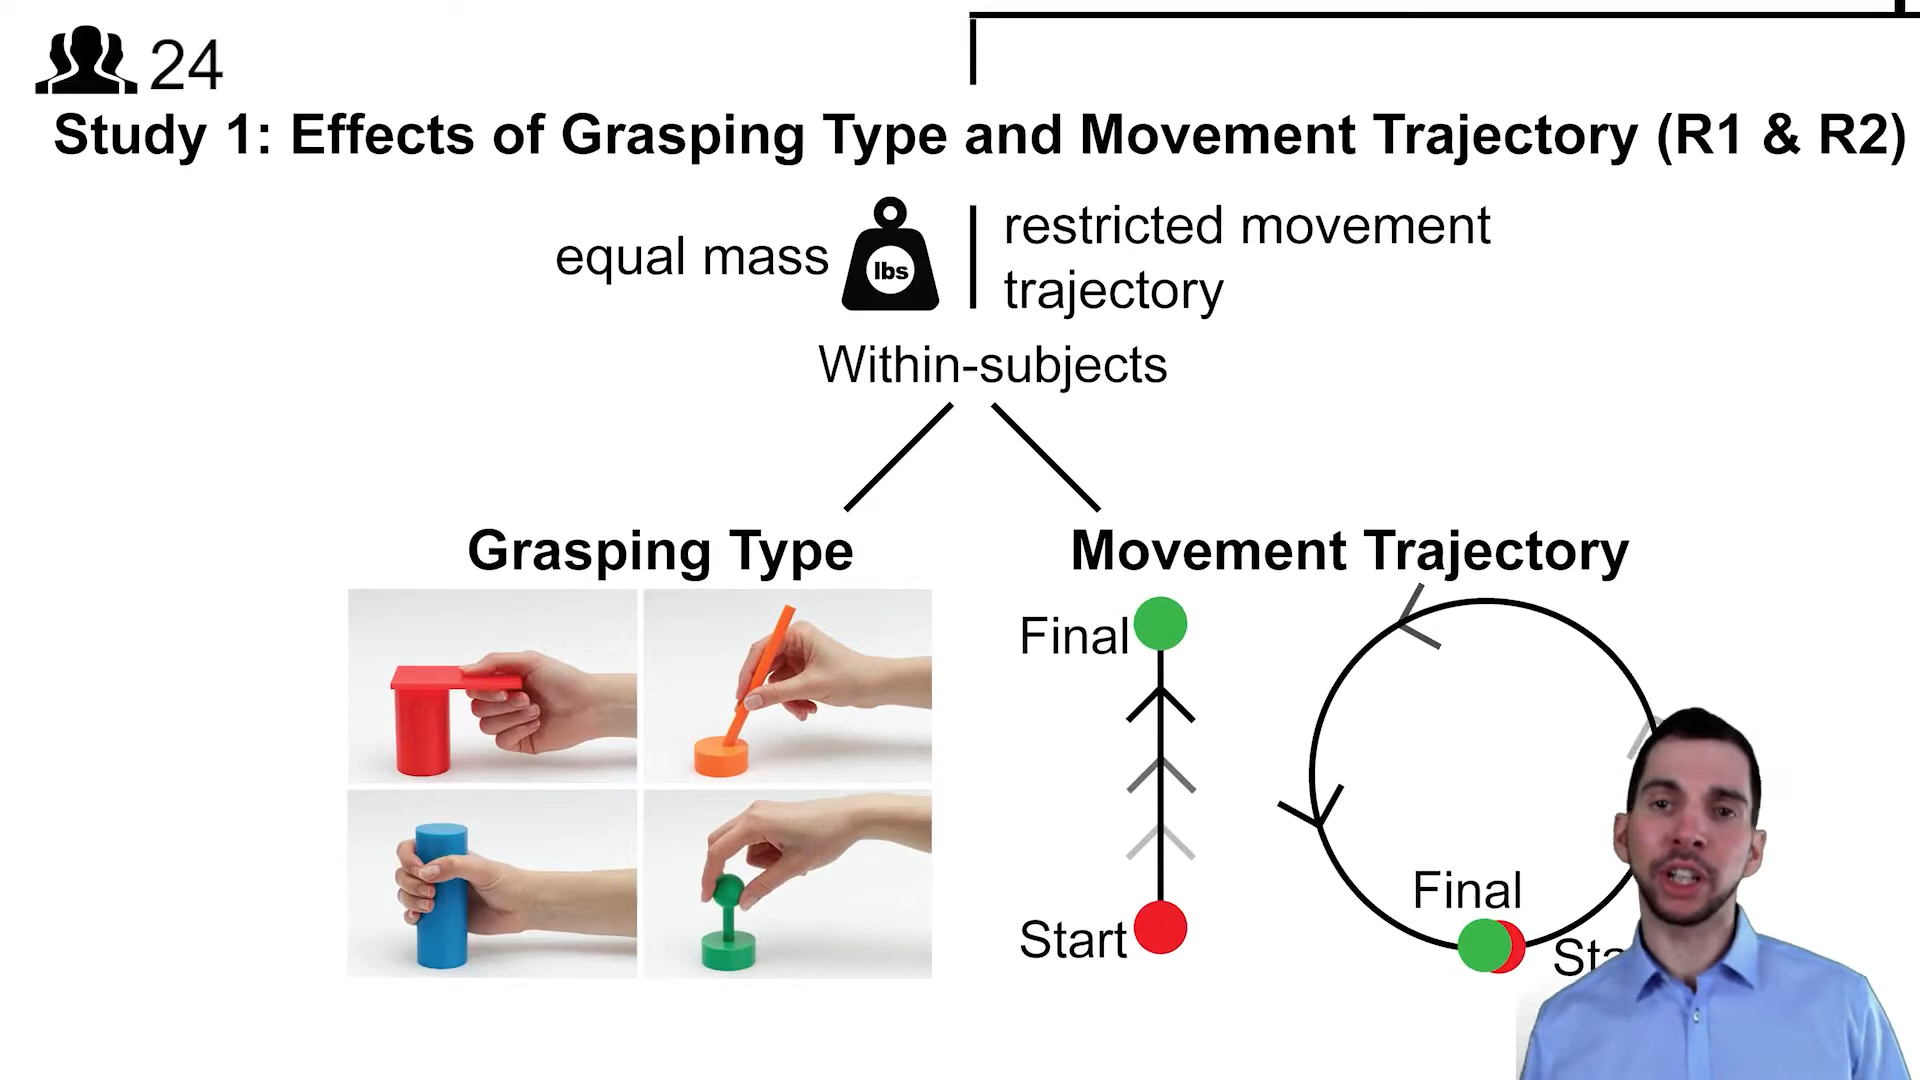 24
Study 1: Effects of Grasping Type and Movement Trajectory (R1 & R2)
equal mass
lbs
restricted movement
trajectory
Within-subjects
Grasping Type
Movement Trajectory
Final
Start
Final